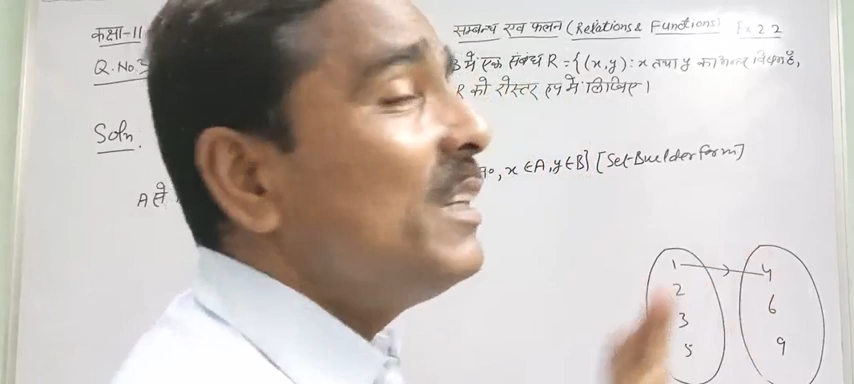 कक्षा-11 सम्बन्ध एवं फलन (Relations & Functions) Ex 2.2
Q. No. 3 B में एक संबंध R = {(x,y) : x तथा y का अन्तर विषम है,
R को रोस्टर रूप में लिखिए।
Soln.
A से , x ∈ A, y ∈ B} [Set-Builder form]
1 4
2 6
3
5 9